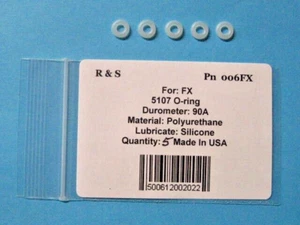 R & S Pn 006FX
For: FX
5107 O-ring
Durometer: 90A
Material: Polyurethane
Lubricate: Silicone
Quantity: 5 Made In USA
500612002022